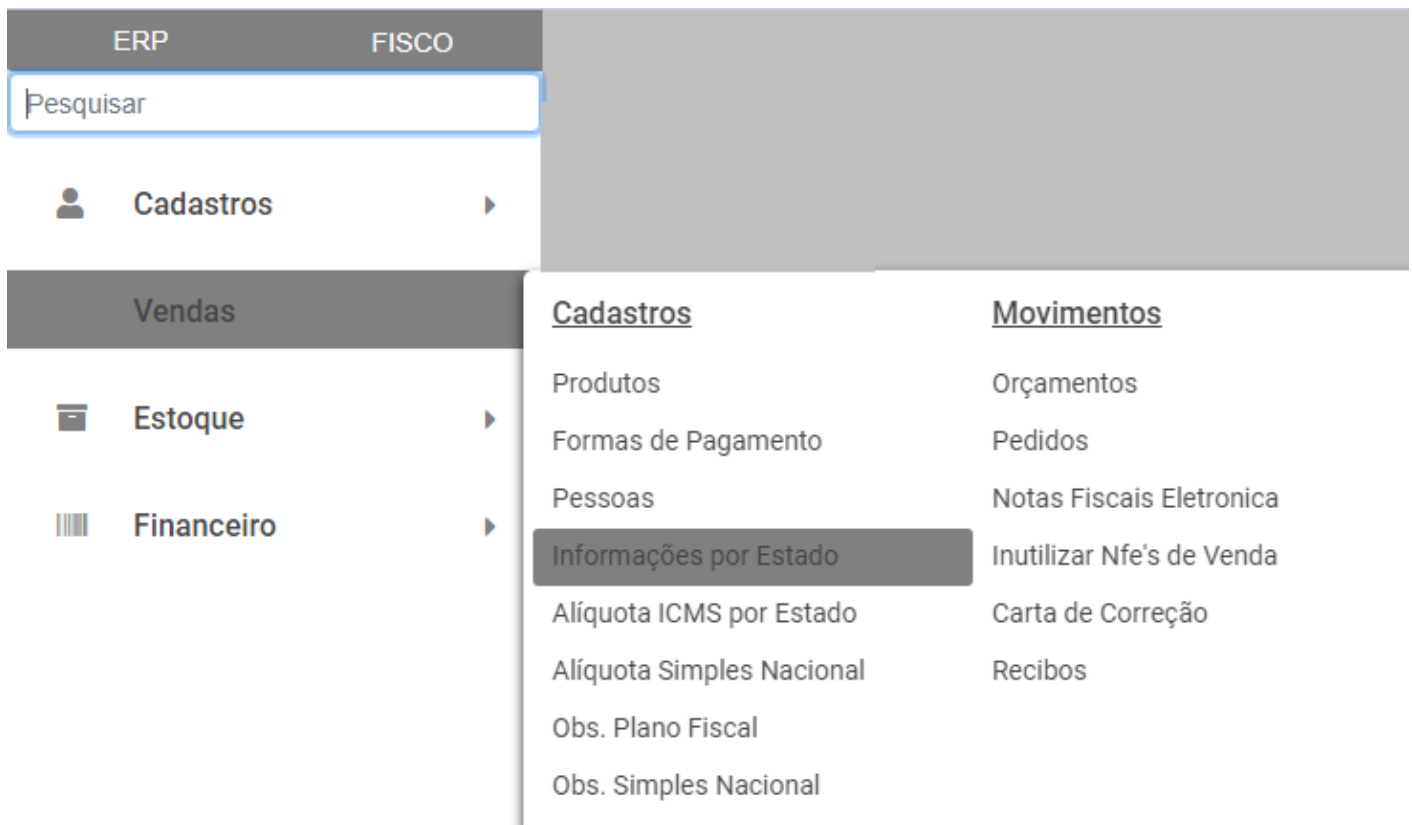 ERP FISCO
Pesquisar
Cadastros
Vendas
Estoque
Financeiro
Cadastros
Produtos
Formas de Pagamento
Pessoas
Informações por Estado
Alíquota ICMS por Estado
Alíquota Simples Nacional
Obs. Plano Fiscal
Obs. Simples Nacional
Movimentos
Orçamentos
Pedidos
Notas Fiscais Eletronica
Inutilizar Nfe's de Venda
Carta de Correção
Recibos